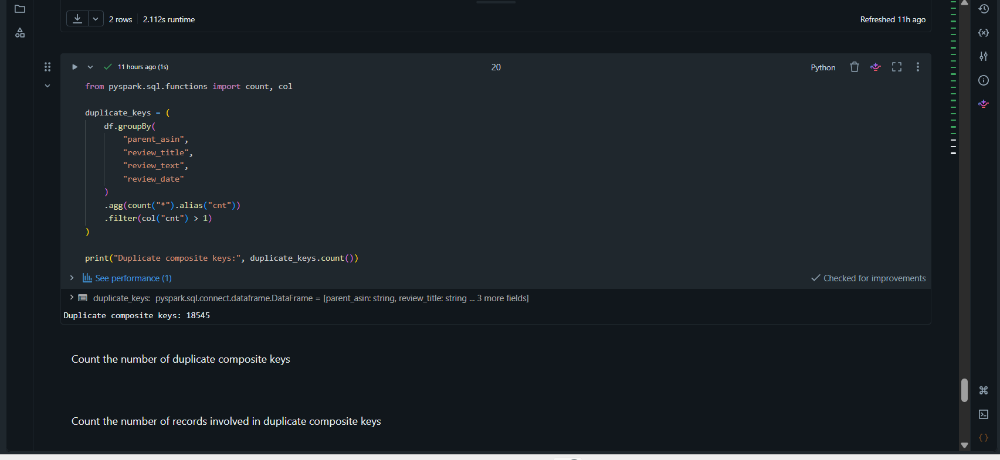 2 rows 2.112s runtime Refreshed 11h ago
11 hours ago (1s) 20 Python
from pyspark.sql.functions import count, col
duplicate_keys = (
df.groupBy(
"parent_asin",
"review_title",
"review_text",
"review_date"
)
.agg(count("*").alias("cnt"))
.filter(col("cnt") > 1)
)
print("Duplicate composite keys:", duplicate_keys.count())
See performance (1) Checked for improvements
duplicate_keys: pyspark.sql.connect.dataframe.DataFrame = [parent_asin: string, review_title: string ... 3 more fields]
Duplicate composite keys: 18545
Count the number of duplicate composite keys
Count the number of records involved in duplicate composite keys